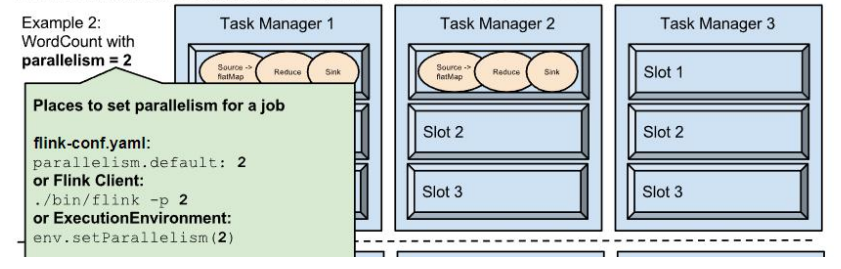 Example 2:
WordCount with
parallelism = 2
Places to set parallelism for a job
flink-conf.yaml:
parallelism.default: 2
or Flink Client:
./bin/flink -p 2
or ExecutionEnvironment:
env.setParallelism(2)
Task Manager 1
Source ->
flatMap
Reduce
Sink
Task Manager 2
Source ->
flatMap
Reduce
Sink
Slot 2
Slot 3
Task Manager 3
Slot 1
Slot 2
Slot 3